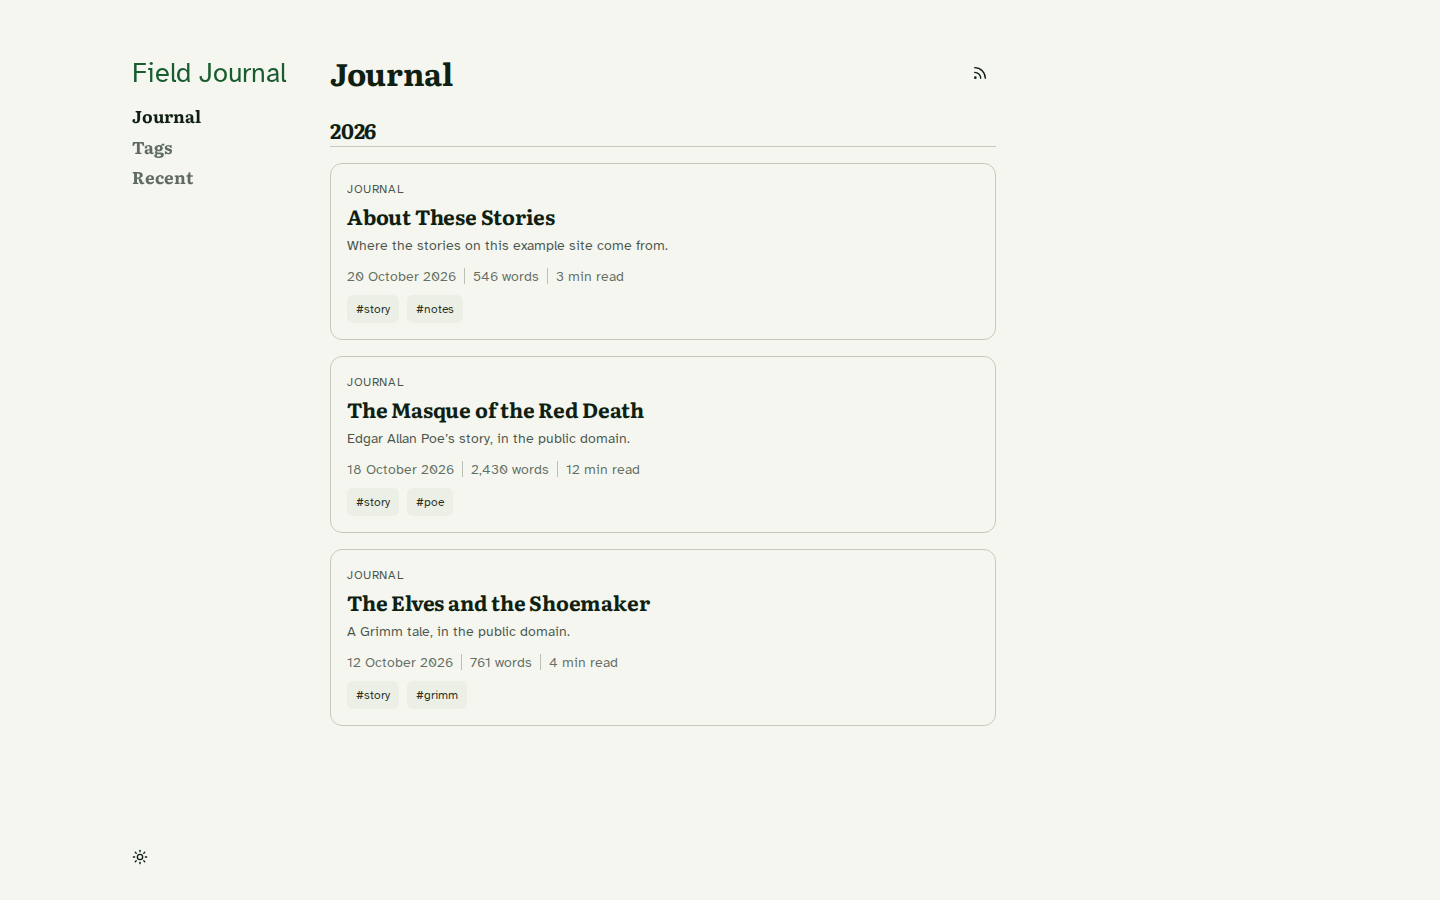 Field Journal
Journal
Tags
Recent
Journal
2026
JOURNAL
About These Stories
Where the stories on this example site come from.
20 October 2026 546 words 3 min read
#story #notes
JOURNAL
The Masque of the Red Death
Edgar Allan Poe's story, in the public domain.
18 October 2026 2,430 words 12 min read
#story #poe
JOURNAL
The Elves and the Shoemaker
A Grimm tale, in the public domain.
12 October 2026 761 words 4 min read
#story #grimm